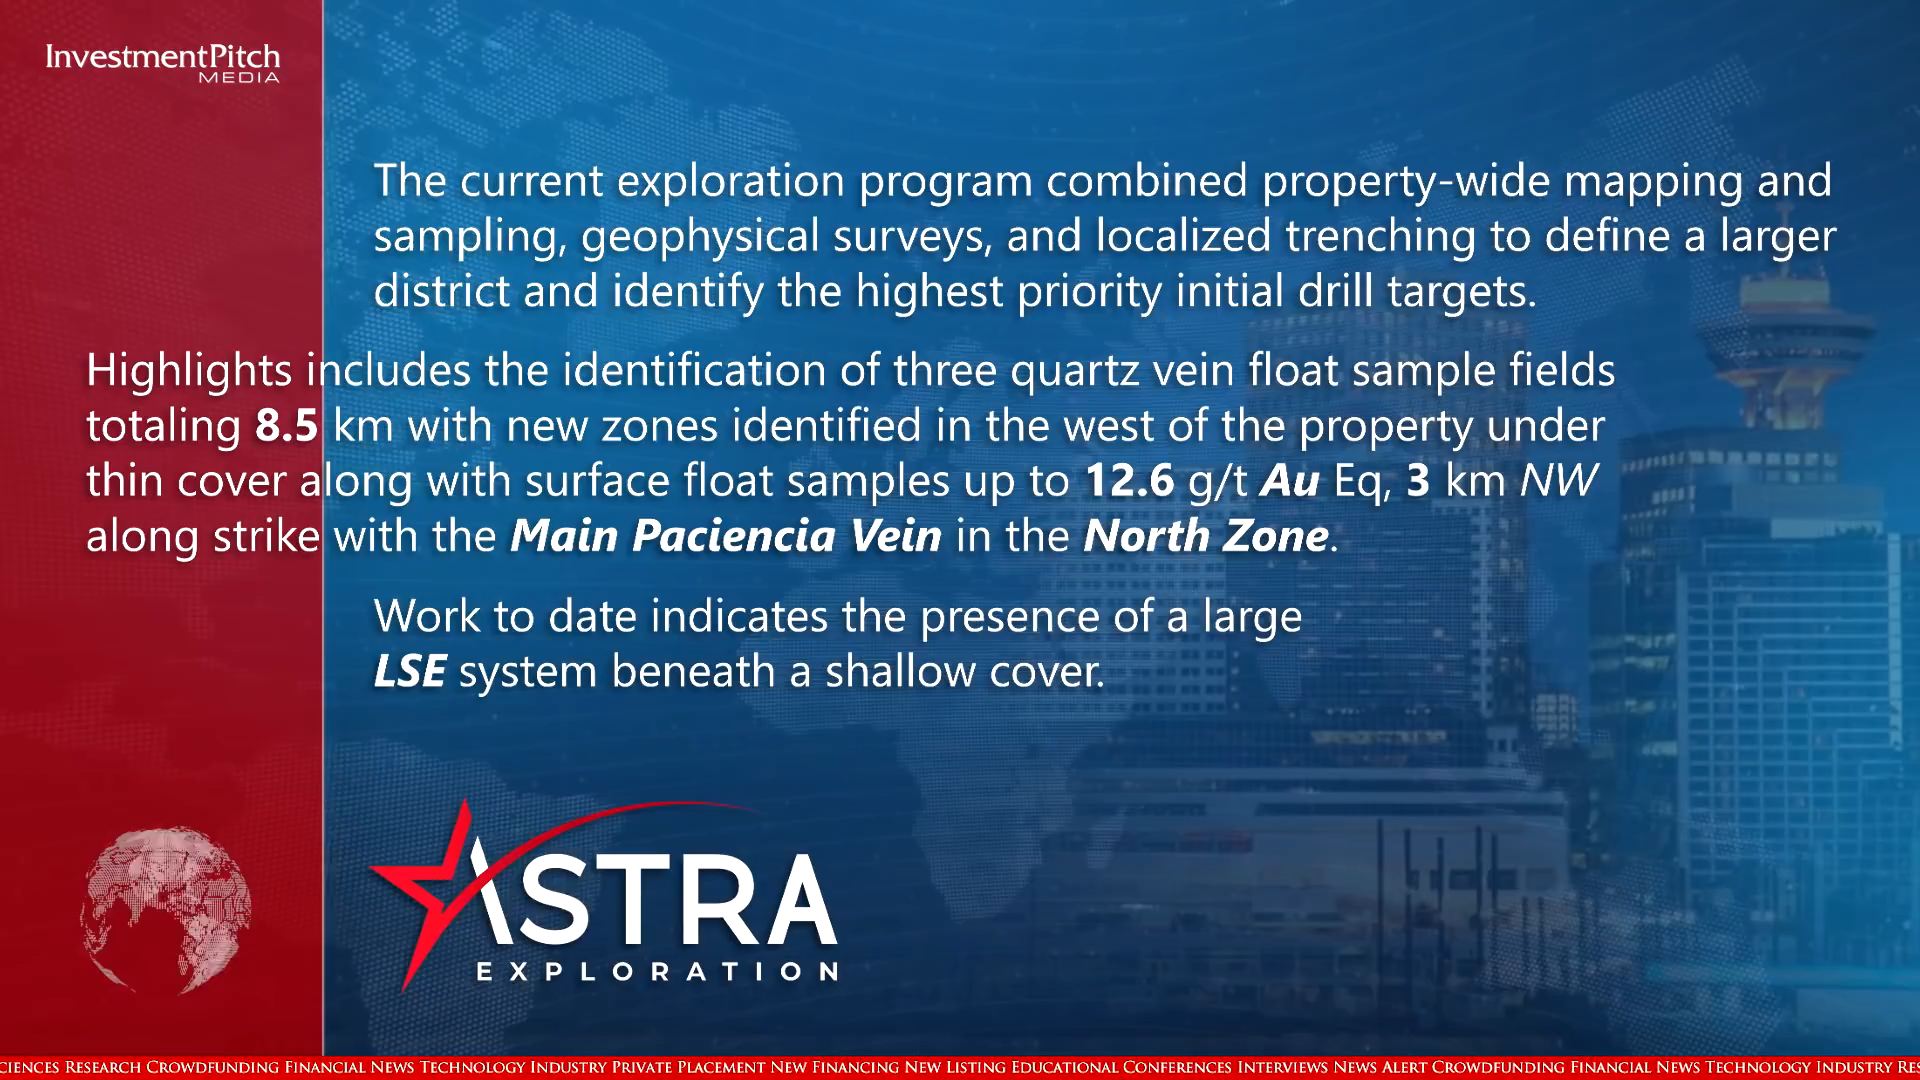 InvestmentPitch
MEDIA
The current exploration program combined property-wide mapping and
sampling, geophysical surveys, and localized trenching to define a larger
district and identify the highest priority initial drill targets.
Highlights includes the identification of three quartz vein float sample fields
totaling 8.5 km with new zones identified in the west of the property under
thin cover along with surface float samples up to 12.6 g/t Au Eq, 3 km NW
along strike with the Main Paciencia Vein in the North Zone.
Work to date indicates the presence of a large
LSE system beneath a shallow cover.
ASTRA
EXPLORATION
CIENCES RESEARCH CROWDFUNDING FINANCIAL NEWS TECHNOLOGY INDUSTRY PRIVATE PLACEMENT NEW FINANCING NEW LISTING EDUCATIONAL CONFERENCES INTERVIEWS NEWS ALERT CROWDFUNDING FINANCIAL NEWS TECHNOLOGY INDUSTRY RES